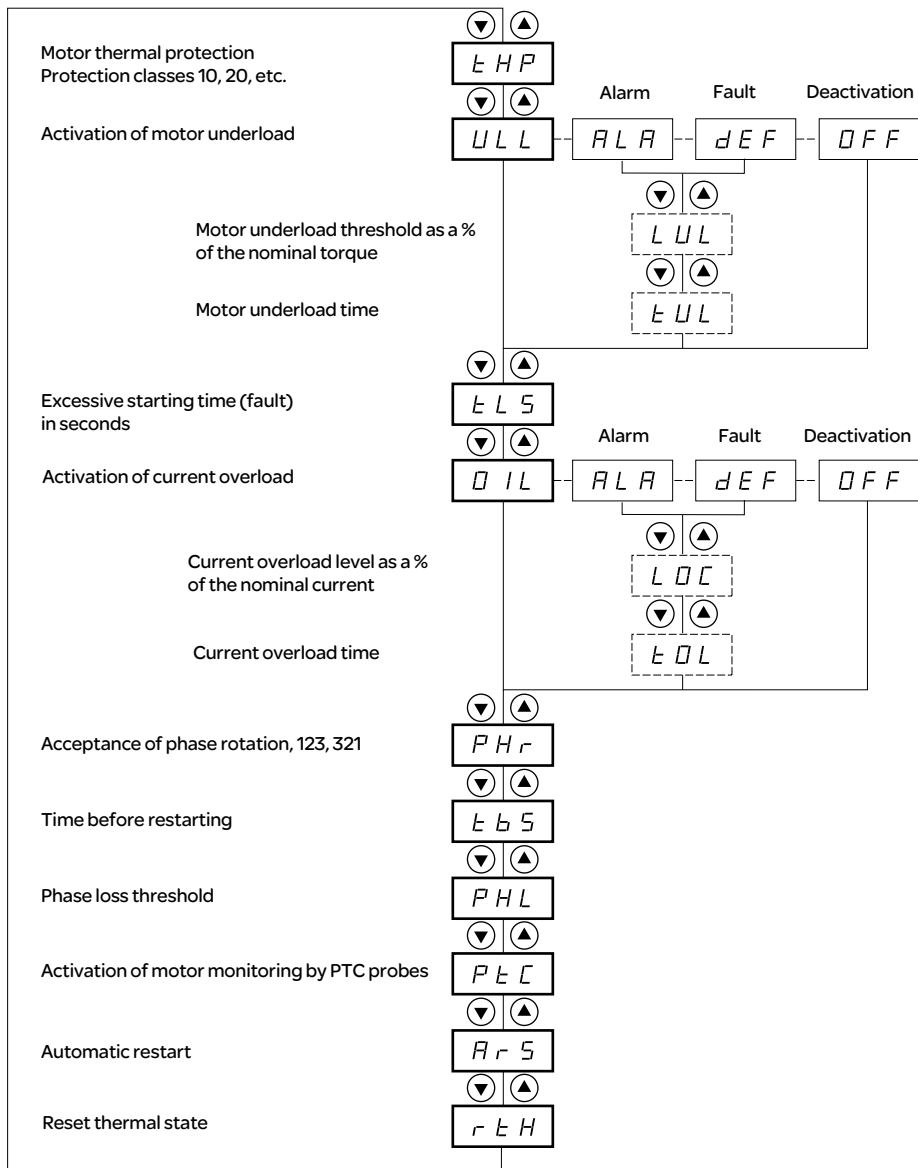 Motor thermal protection
Protection classes 10, 20, etc.
tHP
Alarm Fault Deactivation
Activation of motor underload
ULL ALA dEF OFF
Motor underload threshold as a %
of the nominal torque
LUL
Motor underload time
tUL
Excessive starting time (fault)
in seconds
tLS
Alarm Fault Deactivation
Activation of current overload
OIL ALA dEF OFF
Current overload level as a %
of the nominal current
LOC
Current overload time
tOL
Acceptance of phase rotation, 123, 321
PHr
Time before restarting
tbS
Phase loss threshold
PHL
Activation of motor monitoring by PTC probes
PtC
Automatic restart
ArS
Reset thermal state
rtH